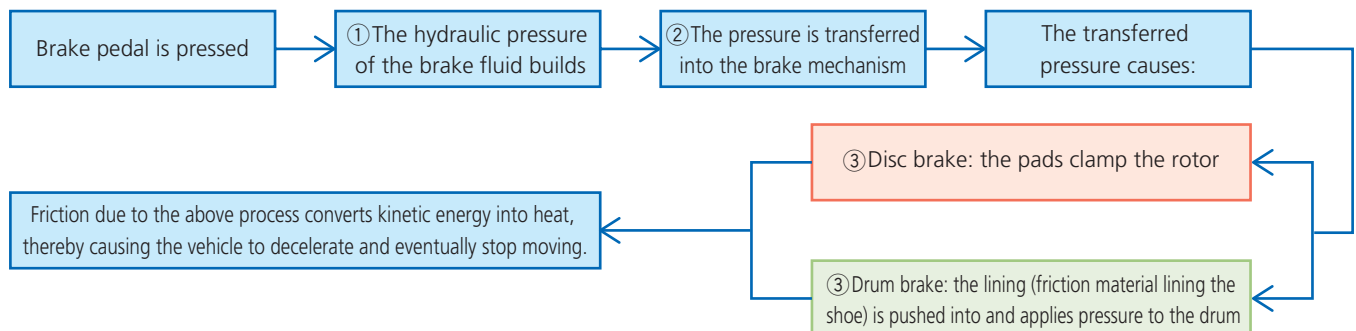 Brake pedal is pressed
①The hydraulic pressure
of the brake fluid builds
②The pressure is transferred
into the brake mechanism
The transferred
pressure causes:
③Disc brake: the pads clamp the rotor
③Drum brake: the lining (friction material lining the
shoe) is pushed into and applies pressure to the drum
Friction due to the above process converts kinetic energy into heat,
thereby causing the vehicle to decelerate and eventually stop moving.